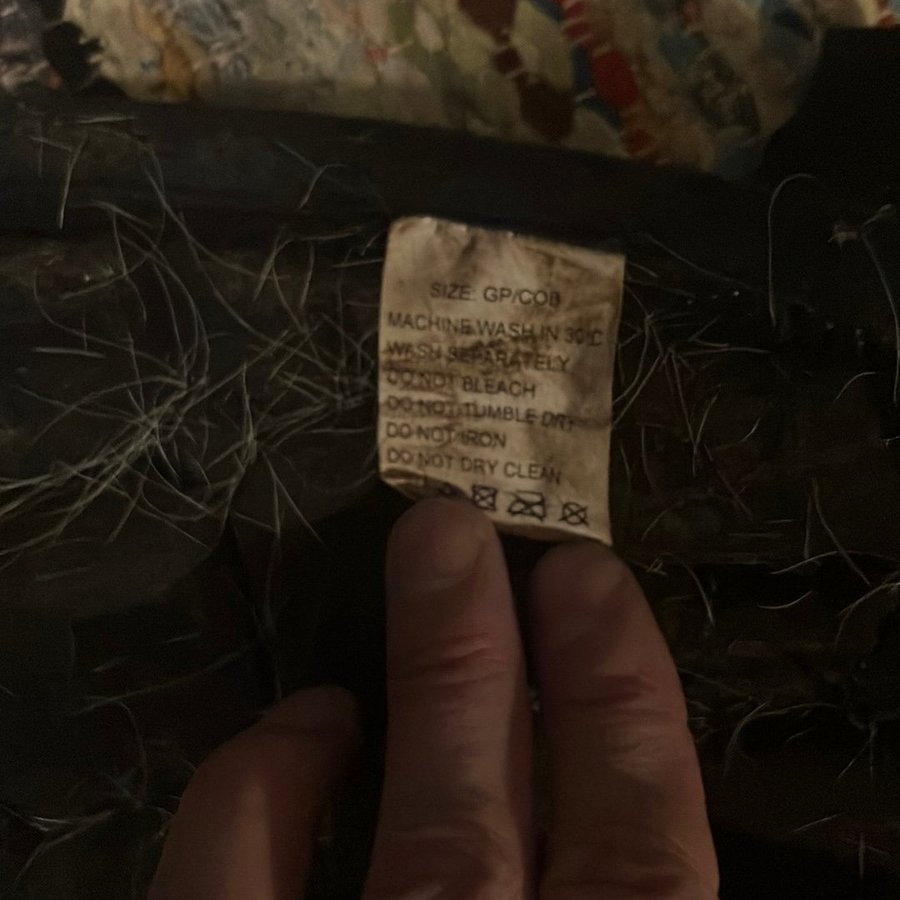 SIZE: GP/COB
MACHINE WASH IN 30°C
WASH SEPARATELY
DO NOT BLEACH
DO NOT TUMBLE DRY
DO NOT IRON
DO NOT DRY CLEAN